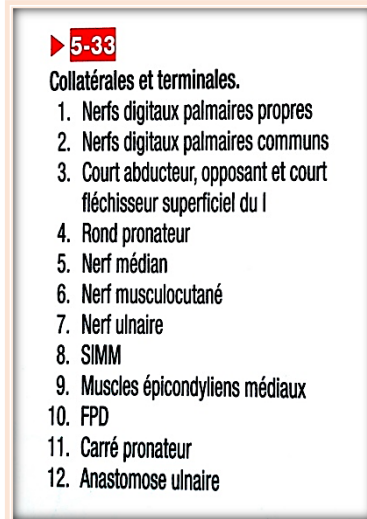 ▶ 5-33
Collatérales et terminales.
1. Nerfs digitaux palmaires propres
2. Nerfs digitaux palmaires communs
3. Court abducteur, opposant et court
fléchisseur superficiel du I
4. Rond pronateur
5. Nerf médian
6. Nerf musculocutané
7. Nerf ulnaire
8. SIMM
9. Muscles épicondyliens médiaux
10. FPD
11. Carré pronateur
12. Anastomose ulnaire